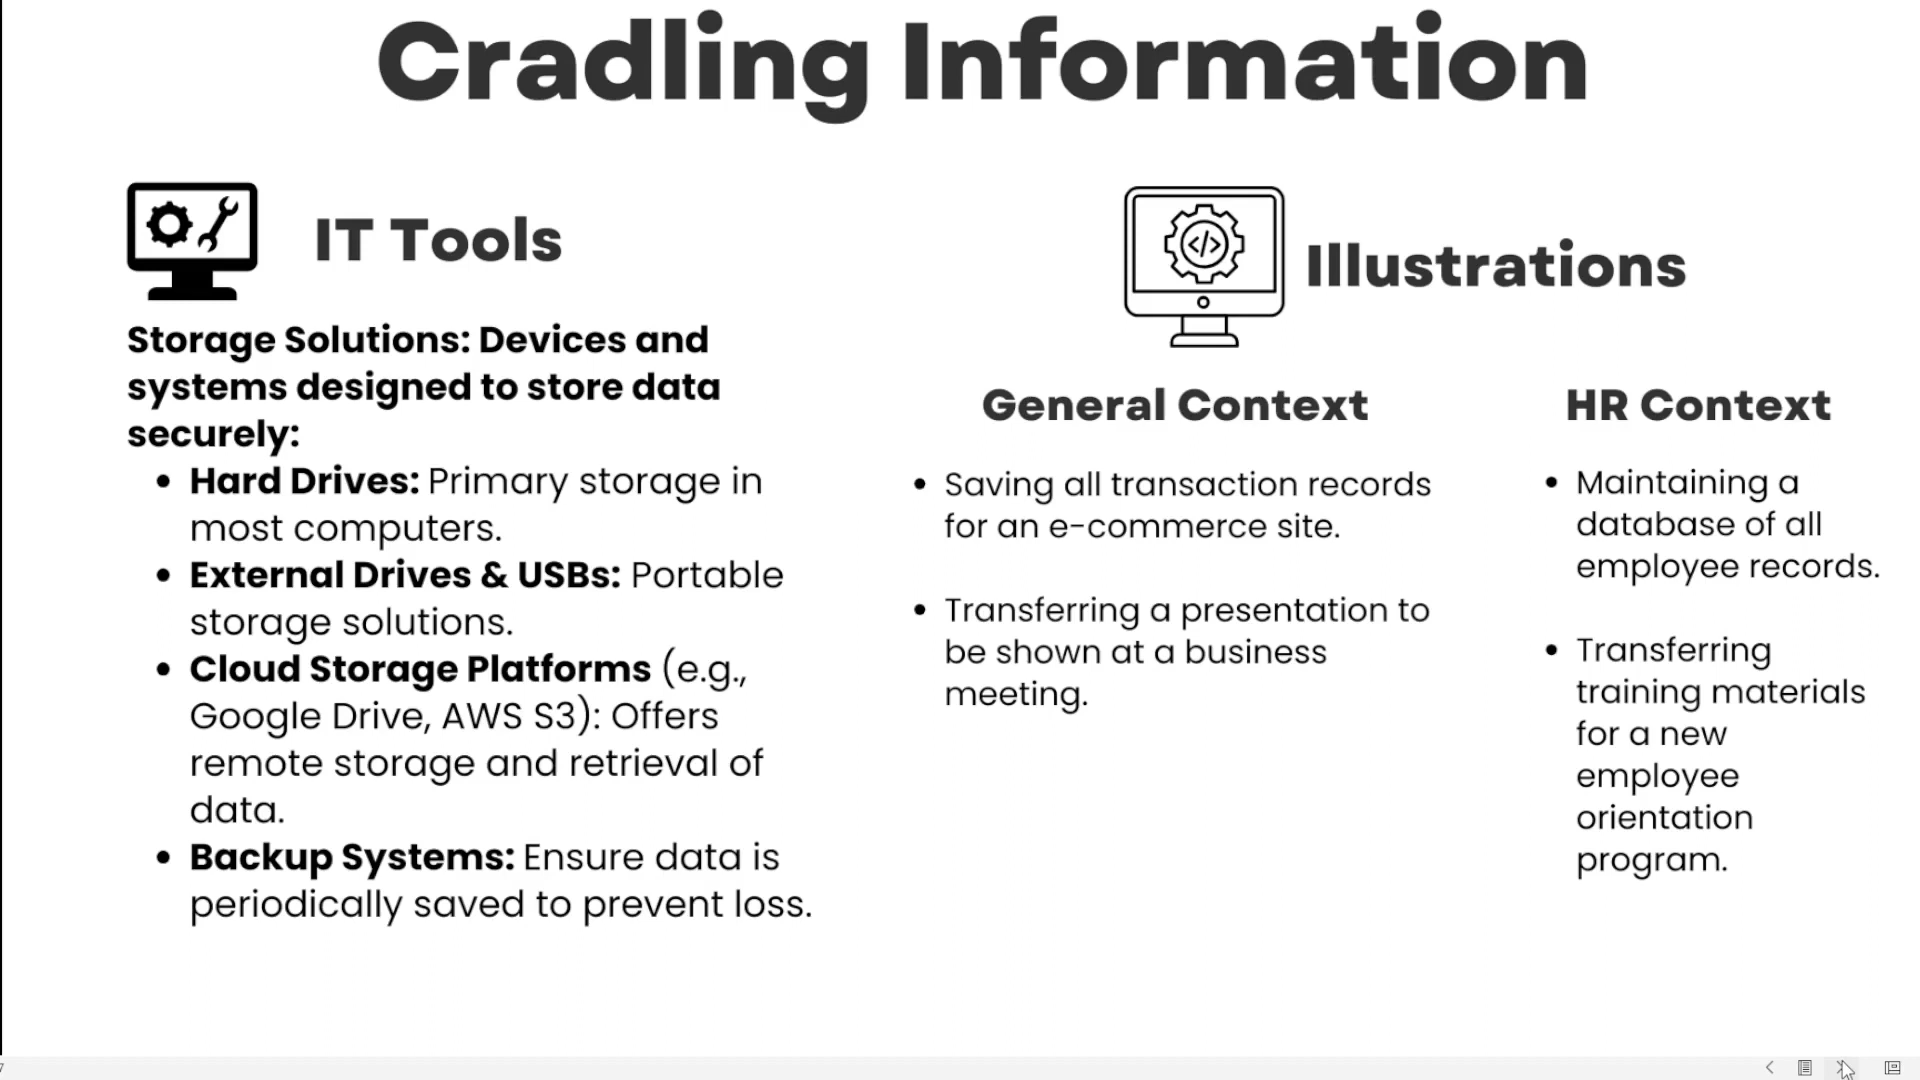 Cradling Information
IT Tools
Storage Solutions: Devices and
systems designed to store data
securely:
• Hard Drives: Primary storage in
most computers.
• External Drives & USBs: Portable
storage solutions.
• Cloud Storage Platforms (e.g.,
Google Drive, AWS S3): Offers
remote storage and retrieval of
data.
• Backup Systems: Ensure data is
periodically saved to prevent loss.
Illustrations
General Context
• Saving all transaction records
for an e-commerce site.
• Transferring a presentation to
be shown at a business
meeting.
HR Context
• Maintaining a
database of all
employee records.
• Transferring
training materials
for a new
employee
orientation
program.